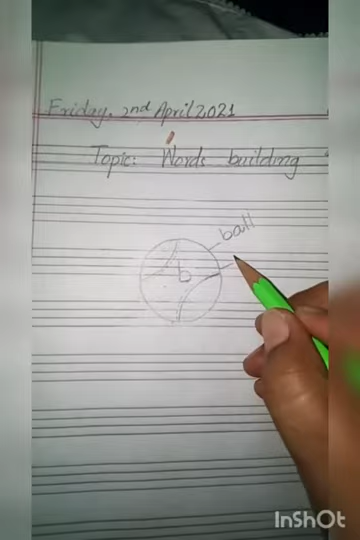 Friday, 2nd April 2021
Topic: Words building
ball
b
InShOt